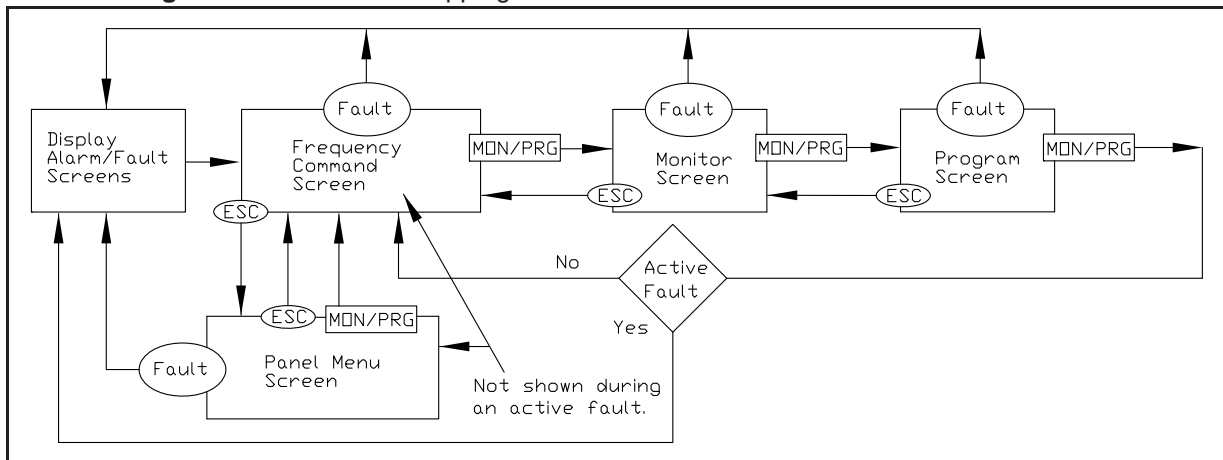 Fault
Fault
Fault
Display
Alarm/Fault
Screens
Frequency
Command
Screen
MON/PRG
Monitor
Screen
MON/PRG
Program
Screen
MON/PRG
ESC
ESC
ESC
No
Active
Fault
Yes
ESC
MON/PRG
Fault
Panel Menu
Screen
Not shown during
an active fault.